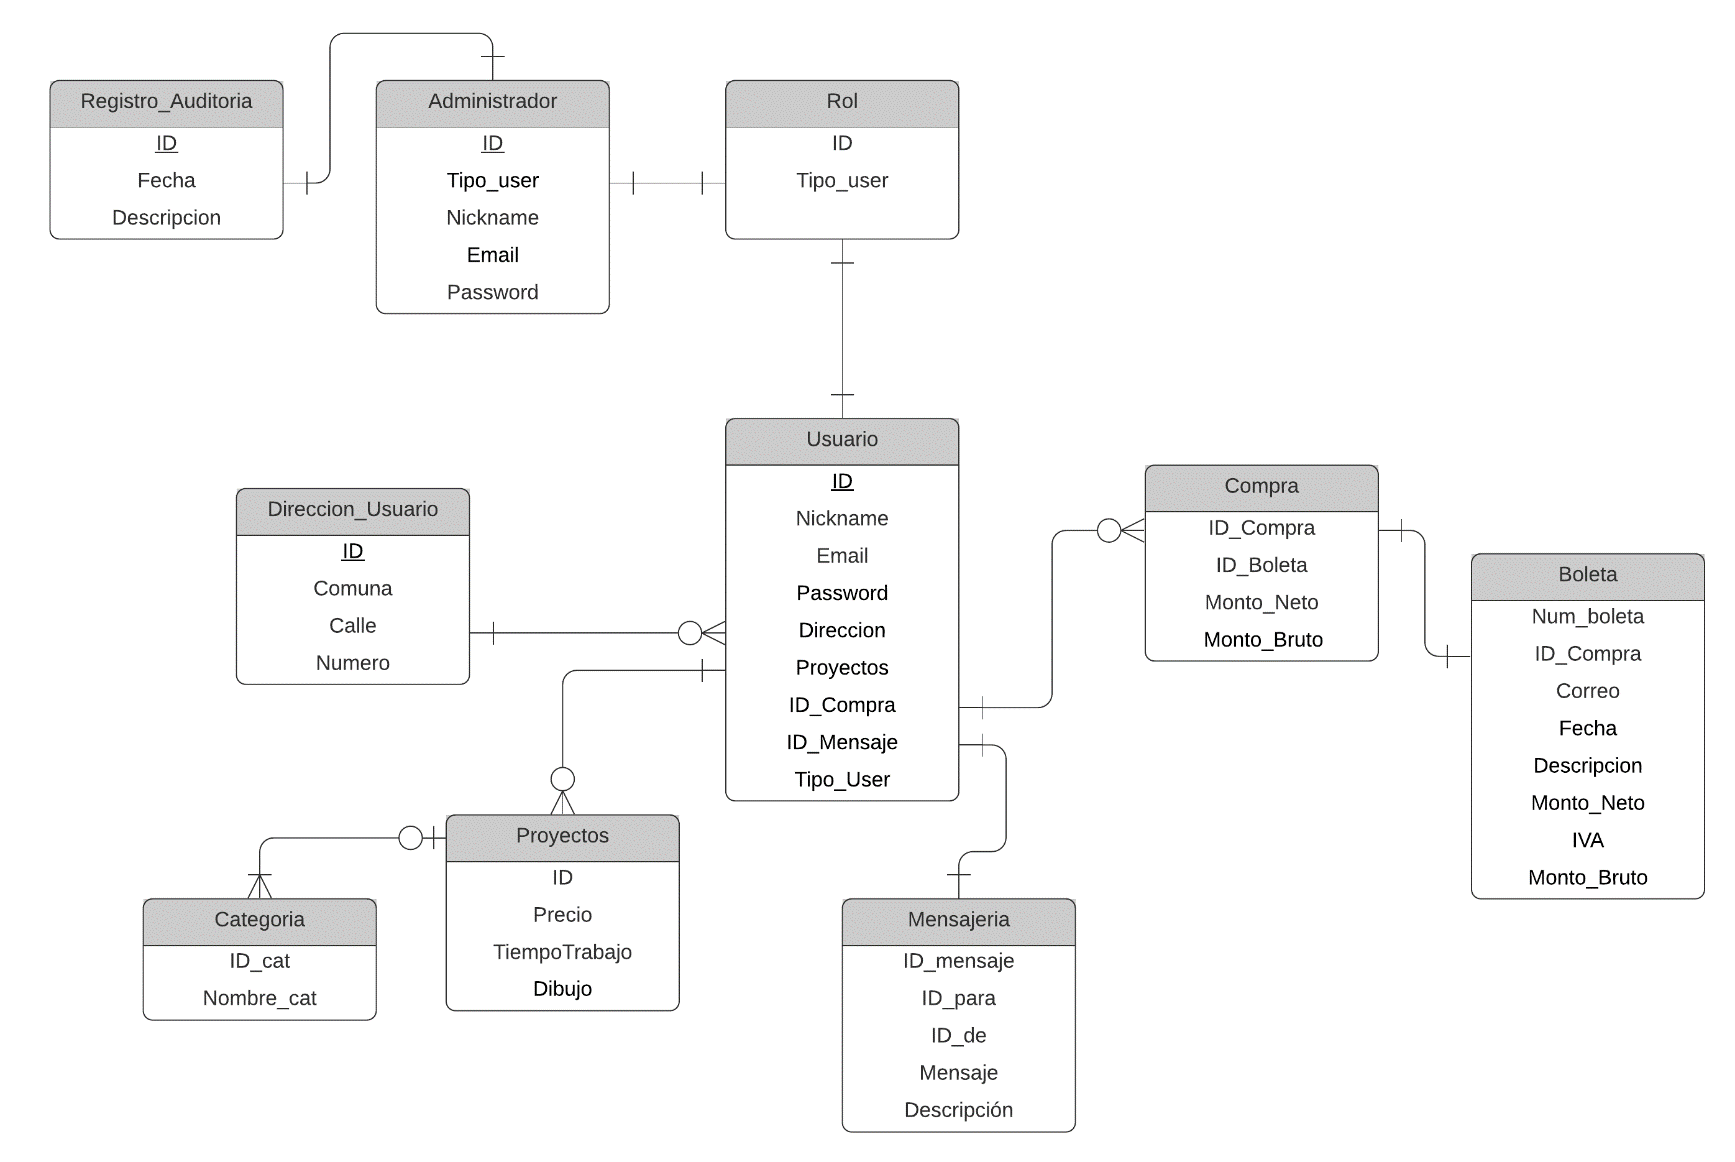 Registro_Auditoria
ID
Fecha
Descripcion
Administrador
ID
Tipo_user
Nickname
Email
Password
Rol
ID
Tipo_user
Usuario
ID
Nickname
Email
Password
Direccion
Proyectos
ID_Compra
ID_Mensaje
Tipo_User
Direccion_Usuario
ID
Comuna
Calle
Numero
Compra
ID_Compra
ID_Boleta
Monto_Neto
Monto_Bruto
Boleta
Num_boleta
ID_Compra
Correo
Fecha
Descripcion
Monto_Neto
IVA
Monto_Bruto
Proyectos
ID
Precio
TiempoTrabajo
Dibujo
Categoria
ID_cat
Nombre_cat
Mensajeria
ID_mensaje
ID_para
ID_de
Mensaje
Descripción